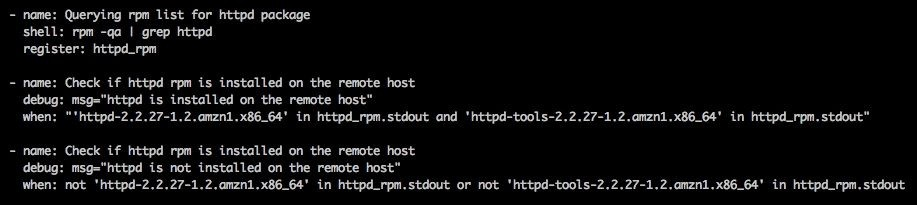 - name: Querying rpm list for httpd package
shell: rpm -qa | grep httpd
register: httpd_rpm
- name: Check if httpd rpm is installed on the remote host
debug: msg="httpd is installed on the remote host"
when: "'httpd-2.2.27-1.2.amzn1.x86_64' in httpd_rpm.stdout and 'httpd-tools-2.2.27-1.2.amzn1.x86_64' in httpd_rpm.stdout"
- name: Check if httpd rpm is installed on the remote host
debug: msg="httpd is not installed on the remote host"
when: not 'httpd-2.2.27-1.2.amzn1.x86_64' in httpd_rpm.stdout or not 'httpd-tools-2.2.27-1.2.amzn1.x86_64' in httpd_rpm.stdout